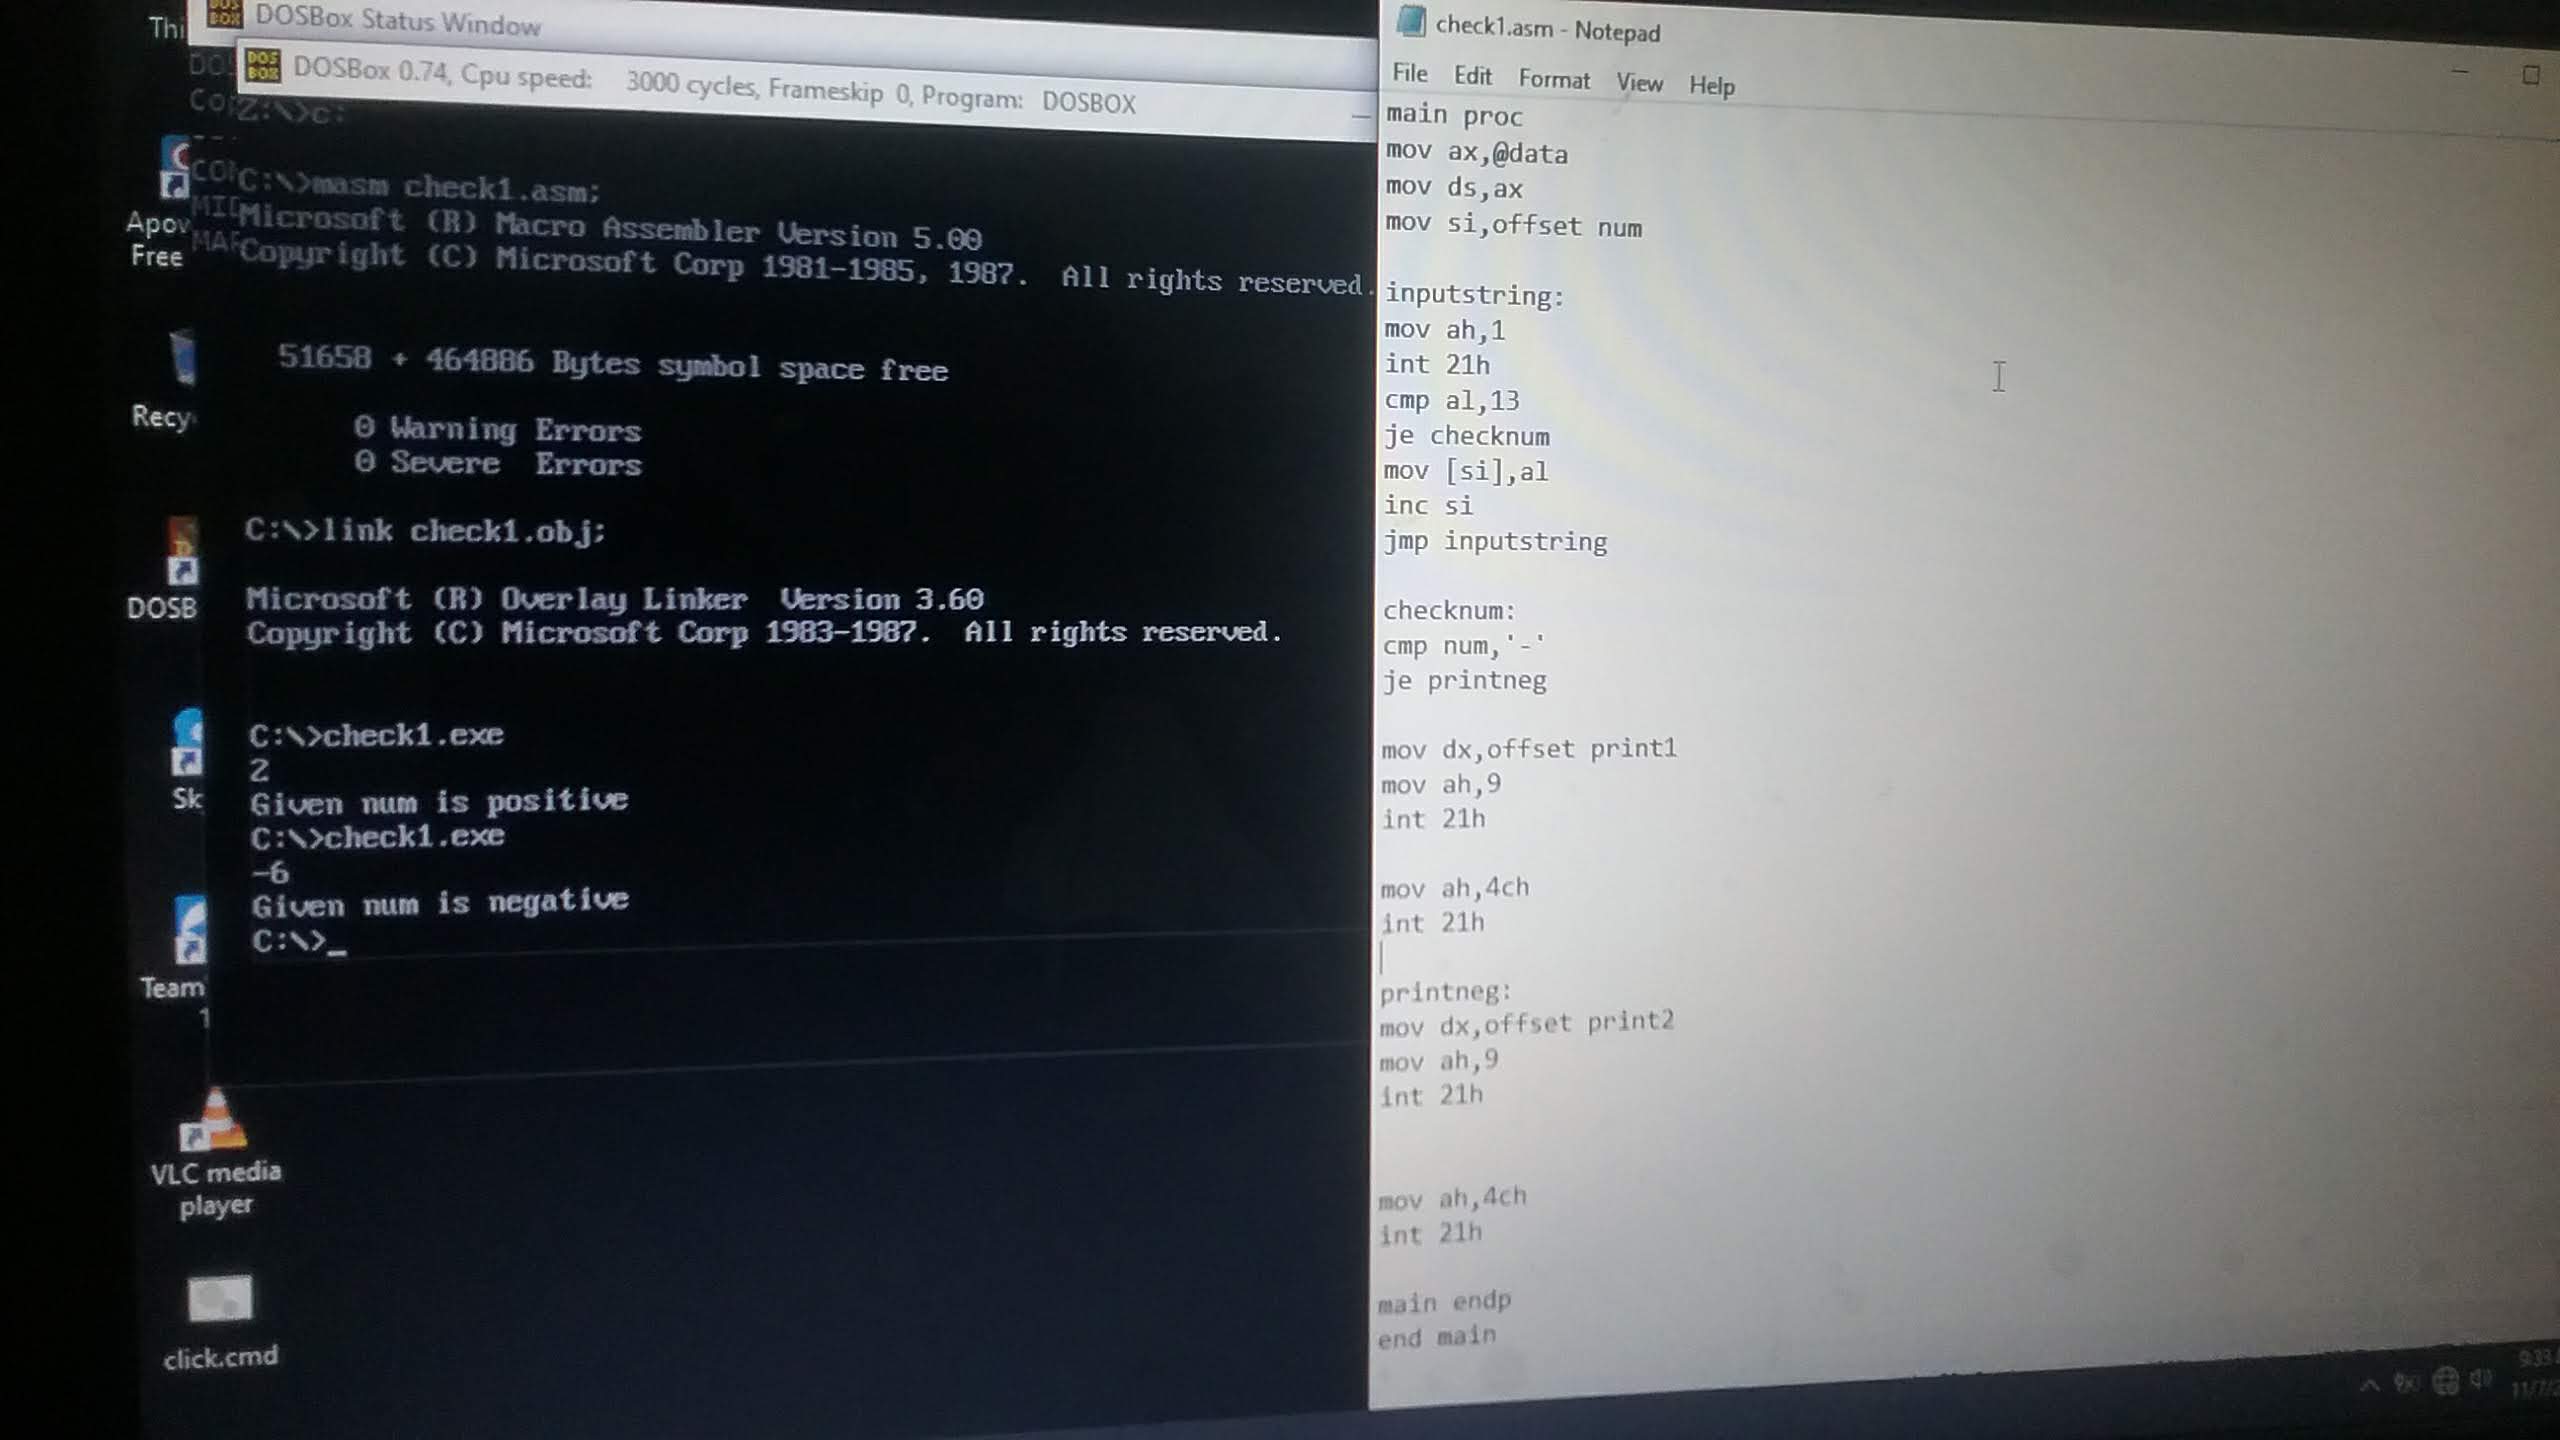 Thi
DOSBox Status Window
DOSBox 0.74, Cpu speed: 3000 cycles, Frameskip 0, Program: DOSBOX
Z:\>c:
C:\>masm check1.asm;
Microsoft (R) Macro Assembler Version 5.00
Copyright (C) Microsoft Corp 1981-1985, 1987. All rights reserved.
51658 + 464886 Bytes symbol space free
0 Warning Errors
0 Severe Errors
C:\>link check1.obj;
Microsoft (R) Overlay Linker Version 3.60
Copyright (C) Microsoft Corp 1983-1987. All rights reserved.
C:\>check1.exe
2
Given num is positive
C:\>check1.exe
-6
Given num is negative
C:\>_
Apow
Free
Recy
DOSB
Sk
Team
1
VLC media
player
click.cmd
check1.asm - Notepad
File Edit Format View Help
main proc
mov ax,@data
mov ds,ax
mov si,offset num
inputstring:
mov ah,1
int 21h
cmp al,13
je checknum
mov [si],al
inc si
jmp inputstring
checknum:
cmp num,'-'
je printneg
mov dx,offset print1
mov ah,9
int 21h
mov ah,4ch
int 21h
printneg:
mov dx,offset print2
mov ah,9
int 21h
mov ah,4ch
int 21h
main endp
end main